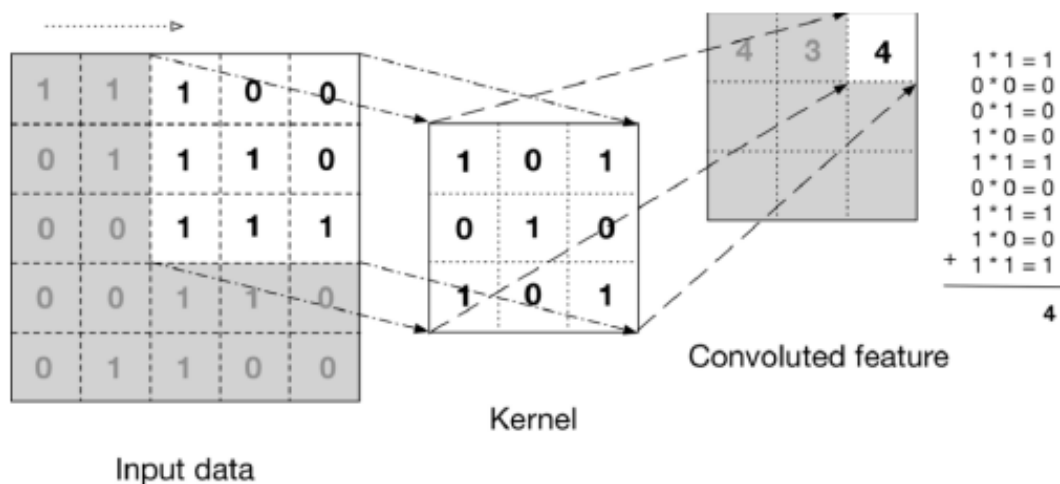 1 1 1 0 0
0 1 1 1 0
0 0 1 1 1
0 0 1 1 0
0 1 1 0 0
Input data
1 0 1
0 1 0
1 0 1
Kernel
4 3 4
Convoluted feature
1 * 1 = 1
0 * 0 = 0
0 * 1 = 0
1 * 0 = 0
1 * 1 = 1
0 * 0 = 0
1 * 1 = 1
1 * 0 = 0
+ 1 * 1 = 1
4